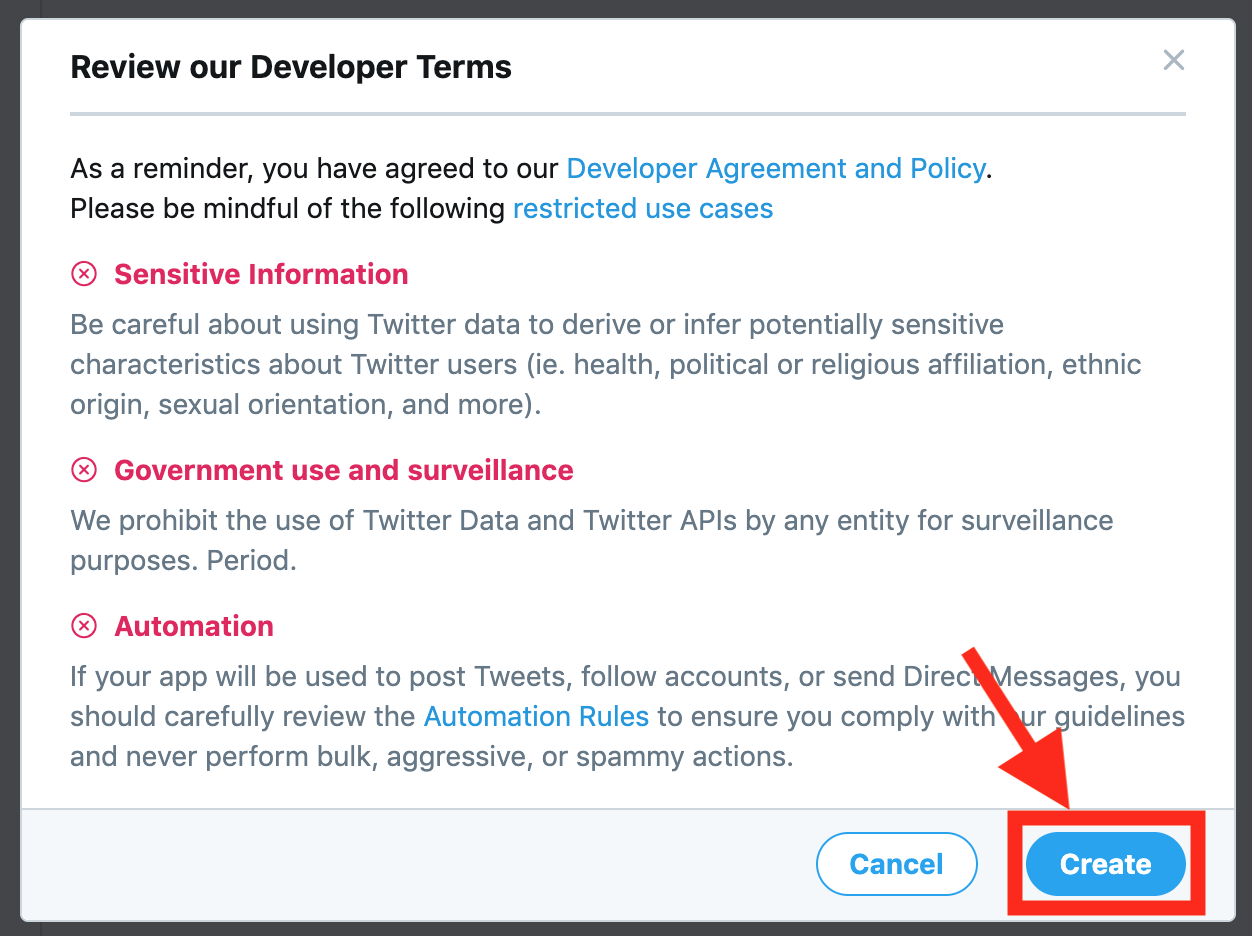 Review our Developer Terms
As a reminder, you have agreed to our Developer Agreement and Policy.
Please be mindful of the following restricted use cases
Sensitive Information
Be careful about using Twitter data to derive or infer potentially sensitive
characteristics about Twitter users (ie. health, political or religious affiliation, ethnic
origin, sexual orientation, and more).
Government use and surveillance
We prohibit the use of Twitter Data and Twitter APIs by any entity for surveillance
purposes. Period.
Automation
If your app will be used to post Tweets, follow accounts, or send Direct Messages, you
should carefully review the Automation Rules to ensure you comply with our guidelines
and never perform bulk, aggressive, or spammy actions.
Cancel Create